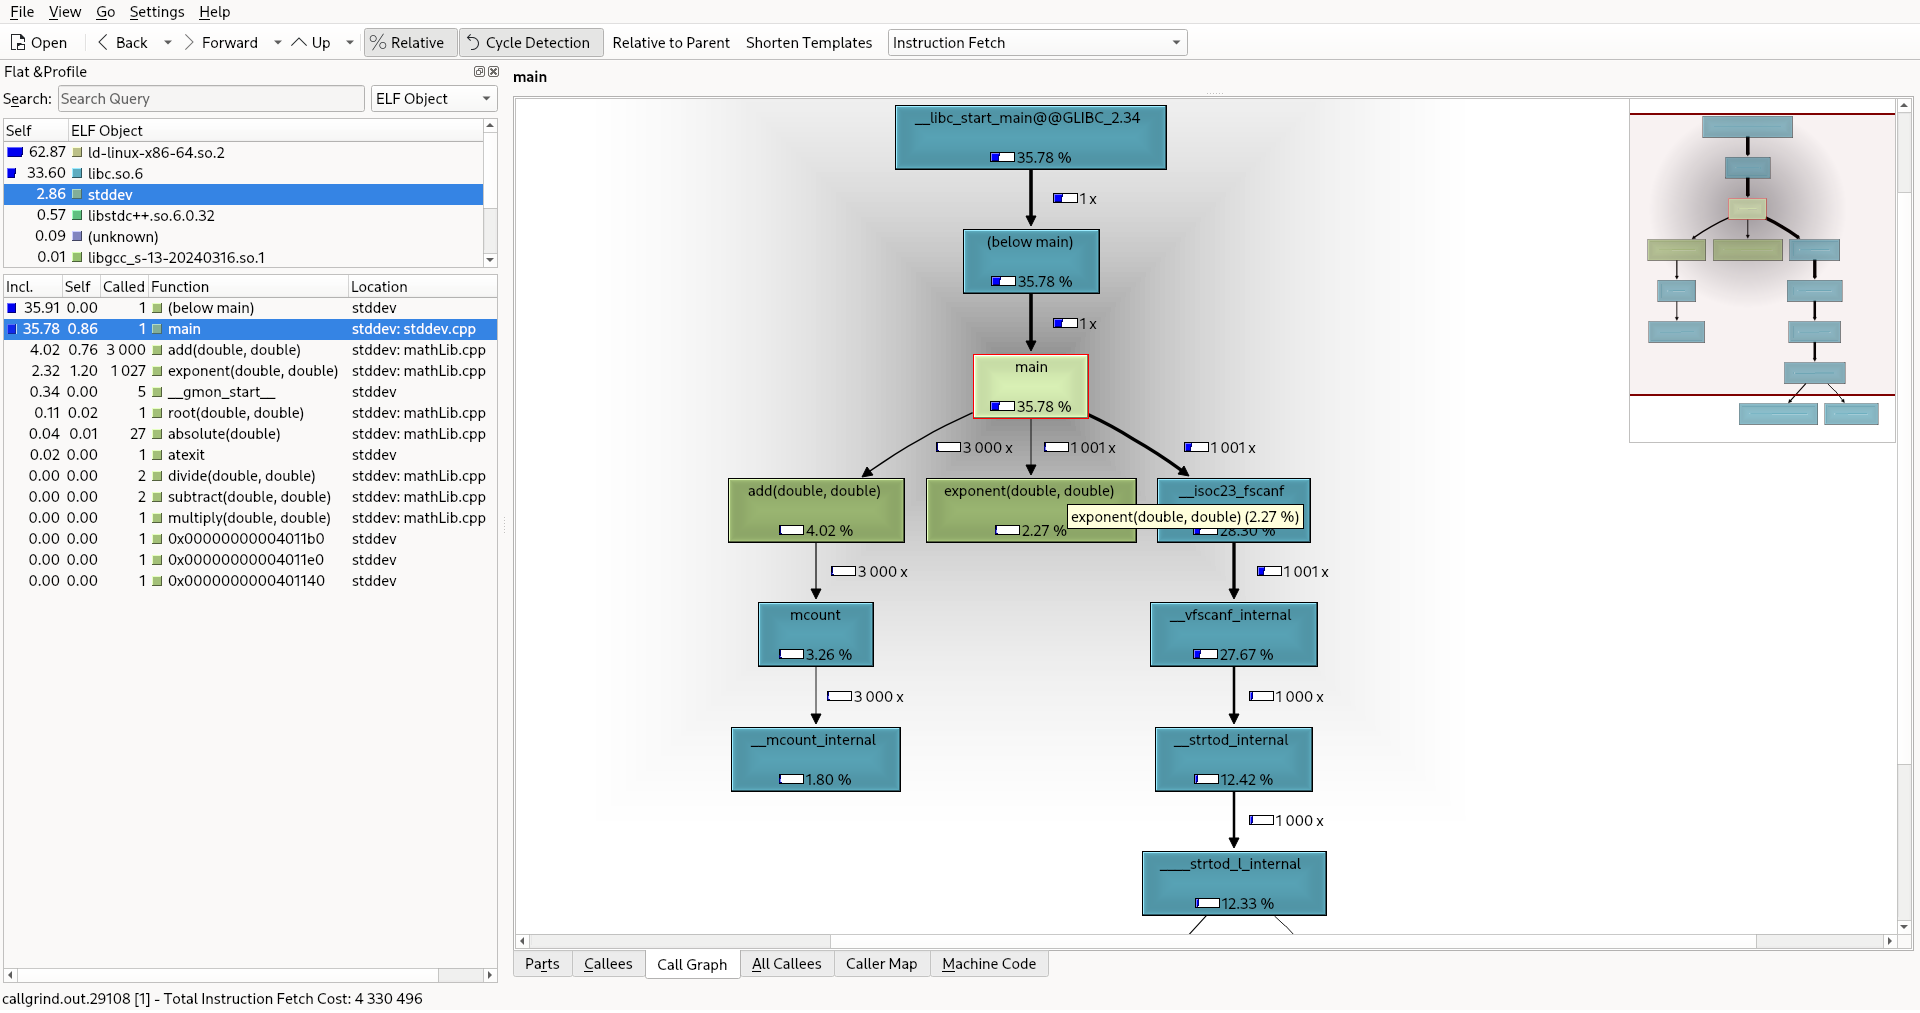 File View Go Settings Help
Open Back Forward Up Relative Cycle Detection Relative to Parent Shorten Templates Instruction Fetch
Flat &Profile
Search: Search Query ELF Object
Self ELF Object
62.87 ld-linux-x86-64.so.2
33.60 libc.so.6
2.86 stddev
0.57 libstdc++.so.6.0.32
0.09 (unknown)
0.01 libgcc_s-13-20240316.so.1
Incl. Self Called Function Location
35.91 0.00 1 (below main) stddev
35.78 0.86 1 main stddev: stddev.cpp
4.02 0.76 3 000 add(double, double) stddev: mathLib.cpp
2.32 1.20 1 027 exponent(double, double) stddev: mathLib.cpp
0.34 0.00 5 __gmon_start__ stddev
0.11 0.02 1 root(double, double) stddev: mathLib.cpp
0.04 0.01 27 absolute(double) stddev: mathLib.cpp
0.02 0.00 1 atexit stddev
0.00 0.00 2 divide(double, double) stddev: mathLib.cpp
0.00 0.00 2 subtract(double, double) stddev: mathLib.cpp
0.00 0.00 1 multiply(double, double) stddev: mathLib.cpp
0.00 0.00 1 0x00000000004011b0 stddev
0.00 0.00 1 0x00000000004011e0 stddev
0.00 0.00 1 0x0000000000401140 stddev
main
__libc_start_main@@GLIBC_2.34
35.78 %
1 x
(below main)
35.78 %
1 x
main
35.78 %
3 000 x 1 001 x 1 001 x
add(double, double) exponent(double, double) __isoc23_fscanf
exponent(double, double) (2.27 %)
4.02 % 2.27 % 28.30 %
3 000 x 1 001 x
mcount __vfscanf_internal
3.26 % 27.67 %
3 000 x 1 000 x
__mcount_internal __strtod_internal
1.80 % 12.42 %
1 000 x
____strtod_l_internal
12.33 %
Parts Callees Call Graph All Callees Caller Map Machine Code
callgrind.out.29108 [1] - Total Instruction Fetch Cost: 4 330 496